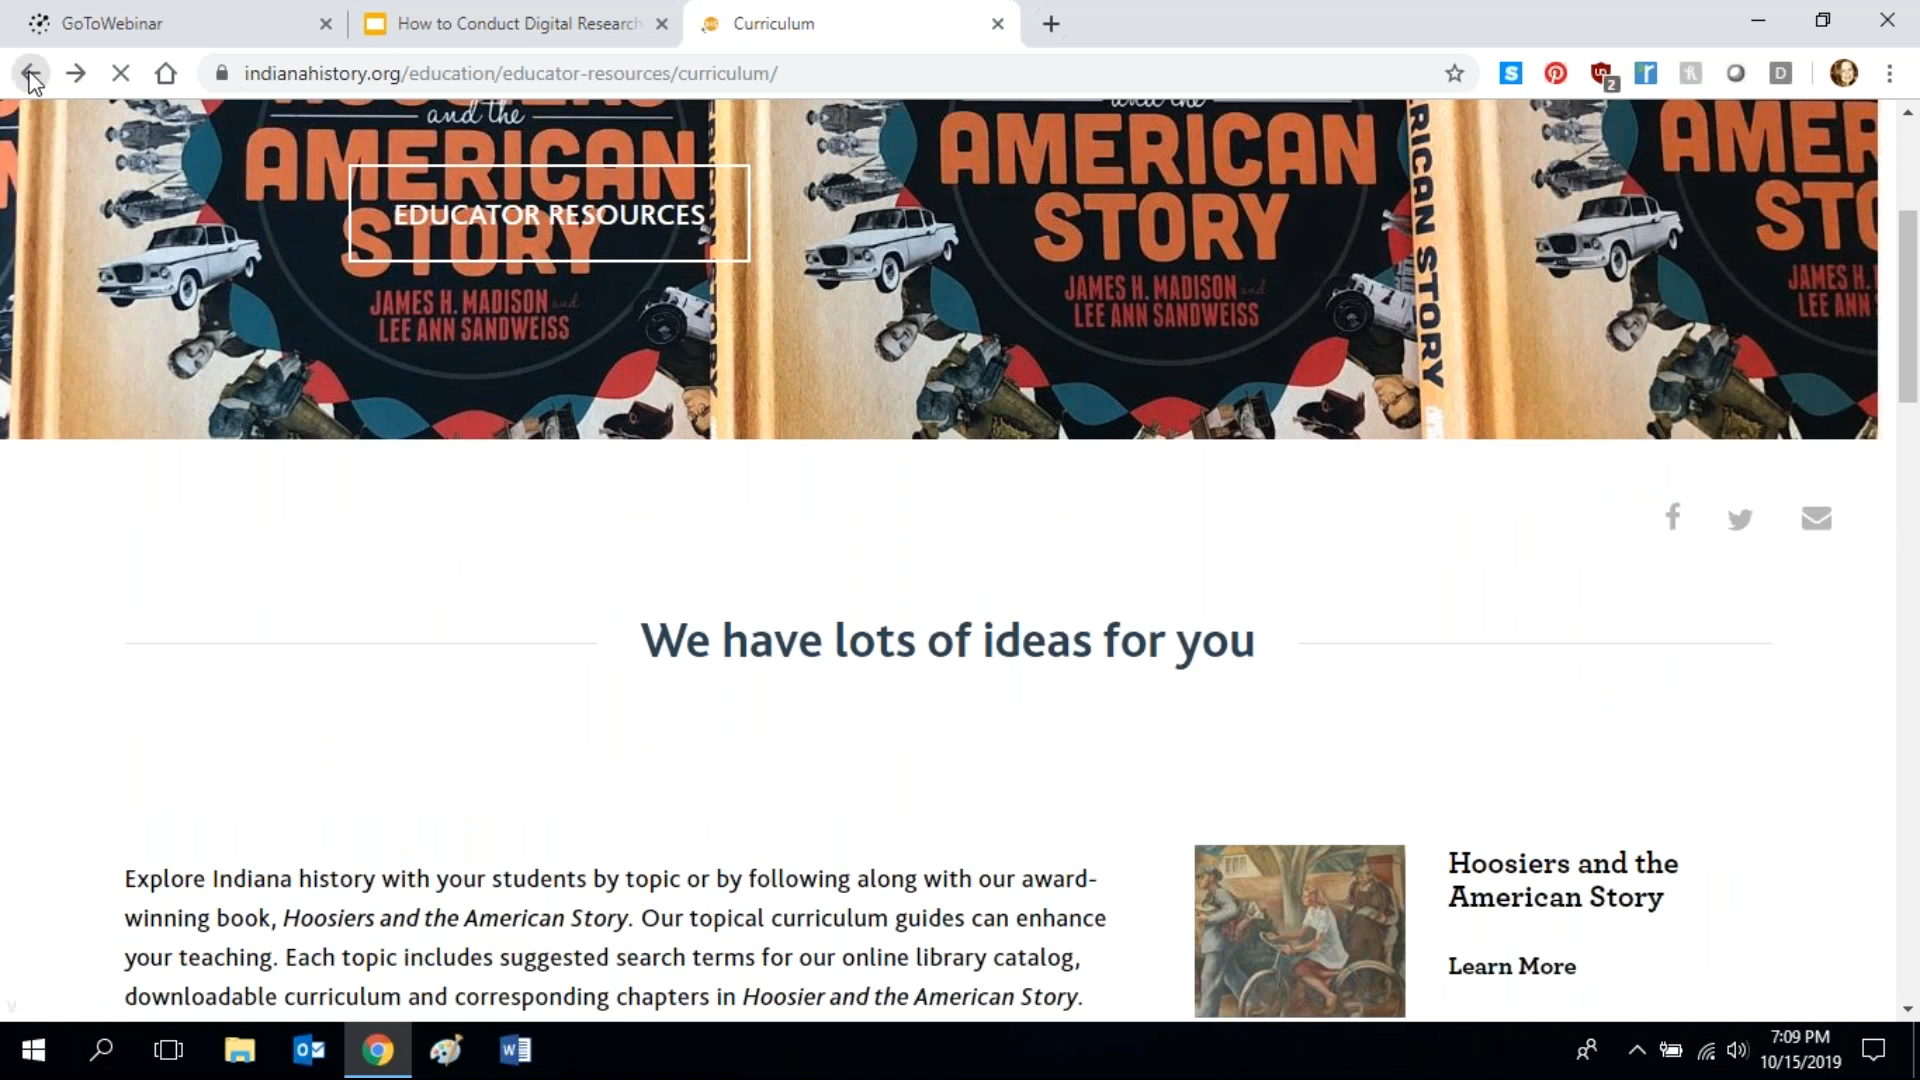 GoToWebinar
How to Conduct Digital Research
Curriculum
indianahistory.org/education/educator-resources/curriculum/
2
and the
AMERICAN
STORY
JAMES H. MADISON and
LEE ANN SANDWEISS
EDUCATOR RESOURCES
AMERICAN
STORY
JAMES H. MADISON and
LEE ANN SANDWEISS
RICAN STORY
We have lots of ideas for you
Explore Indiana history with your students by topic or by following along with our award-
winning book, Hoosiers and the American Story. Our topical curriculum guides can enhance
your teaching. Each topic includes suggested search terms for our online library catalog,
downloadable curriculum and corresponding chapters in Hoosier and the American Story.
Hoosiers and the
American Story
Learn More
7:09 PM
10/15/2019